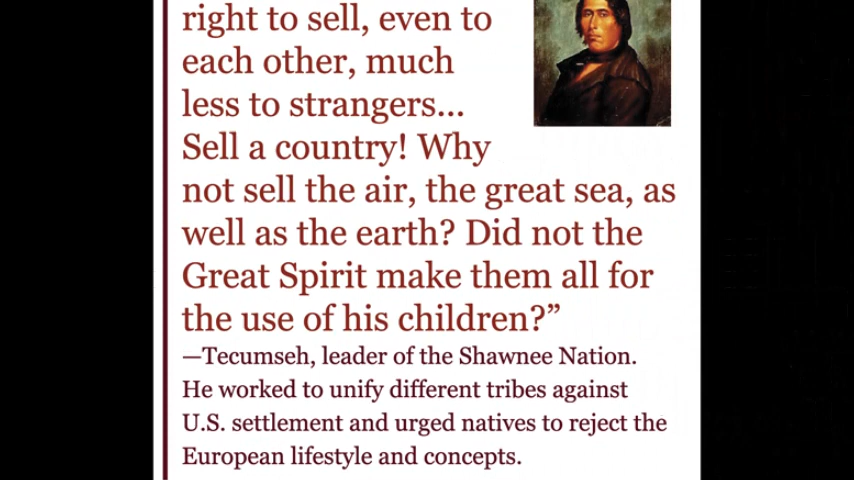 right to sell, even to
each other, much
less to strangers...
Sell a country! Why
not sell the air, the great sea, as
well as the earth? Did not the
Great Spirit make them all for
the use of his children?”
—Tecumseh, leader of the Shawnee Nation.
He worked to unify different tribes against
U.S. settlement and urged natives to reject the
European lifestyle and concepts.